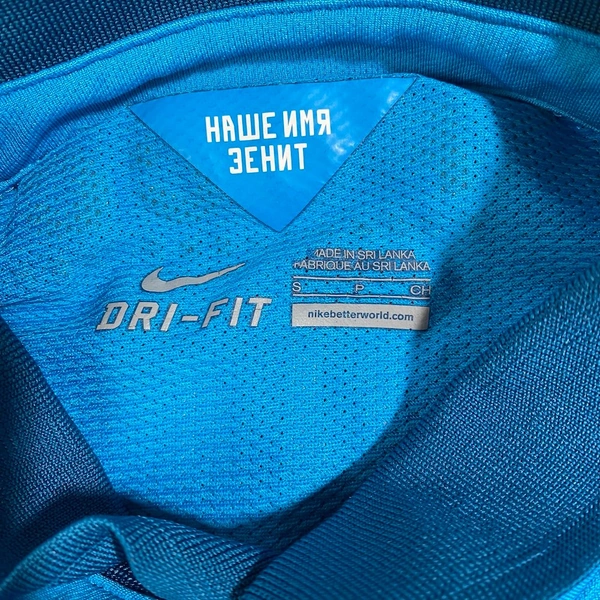 НАШЕ ИМЯ
ЗЕНИТ
DRI-FIT
MADE IN SRI LANKA
FABRIQUE AU SRI LANKA
S P CH
nikebetterworld.com